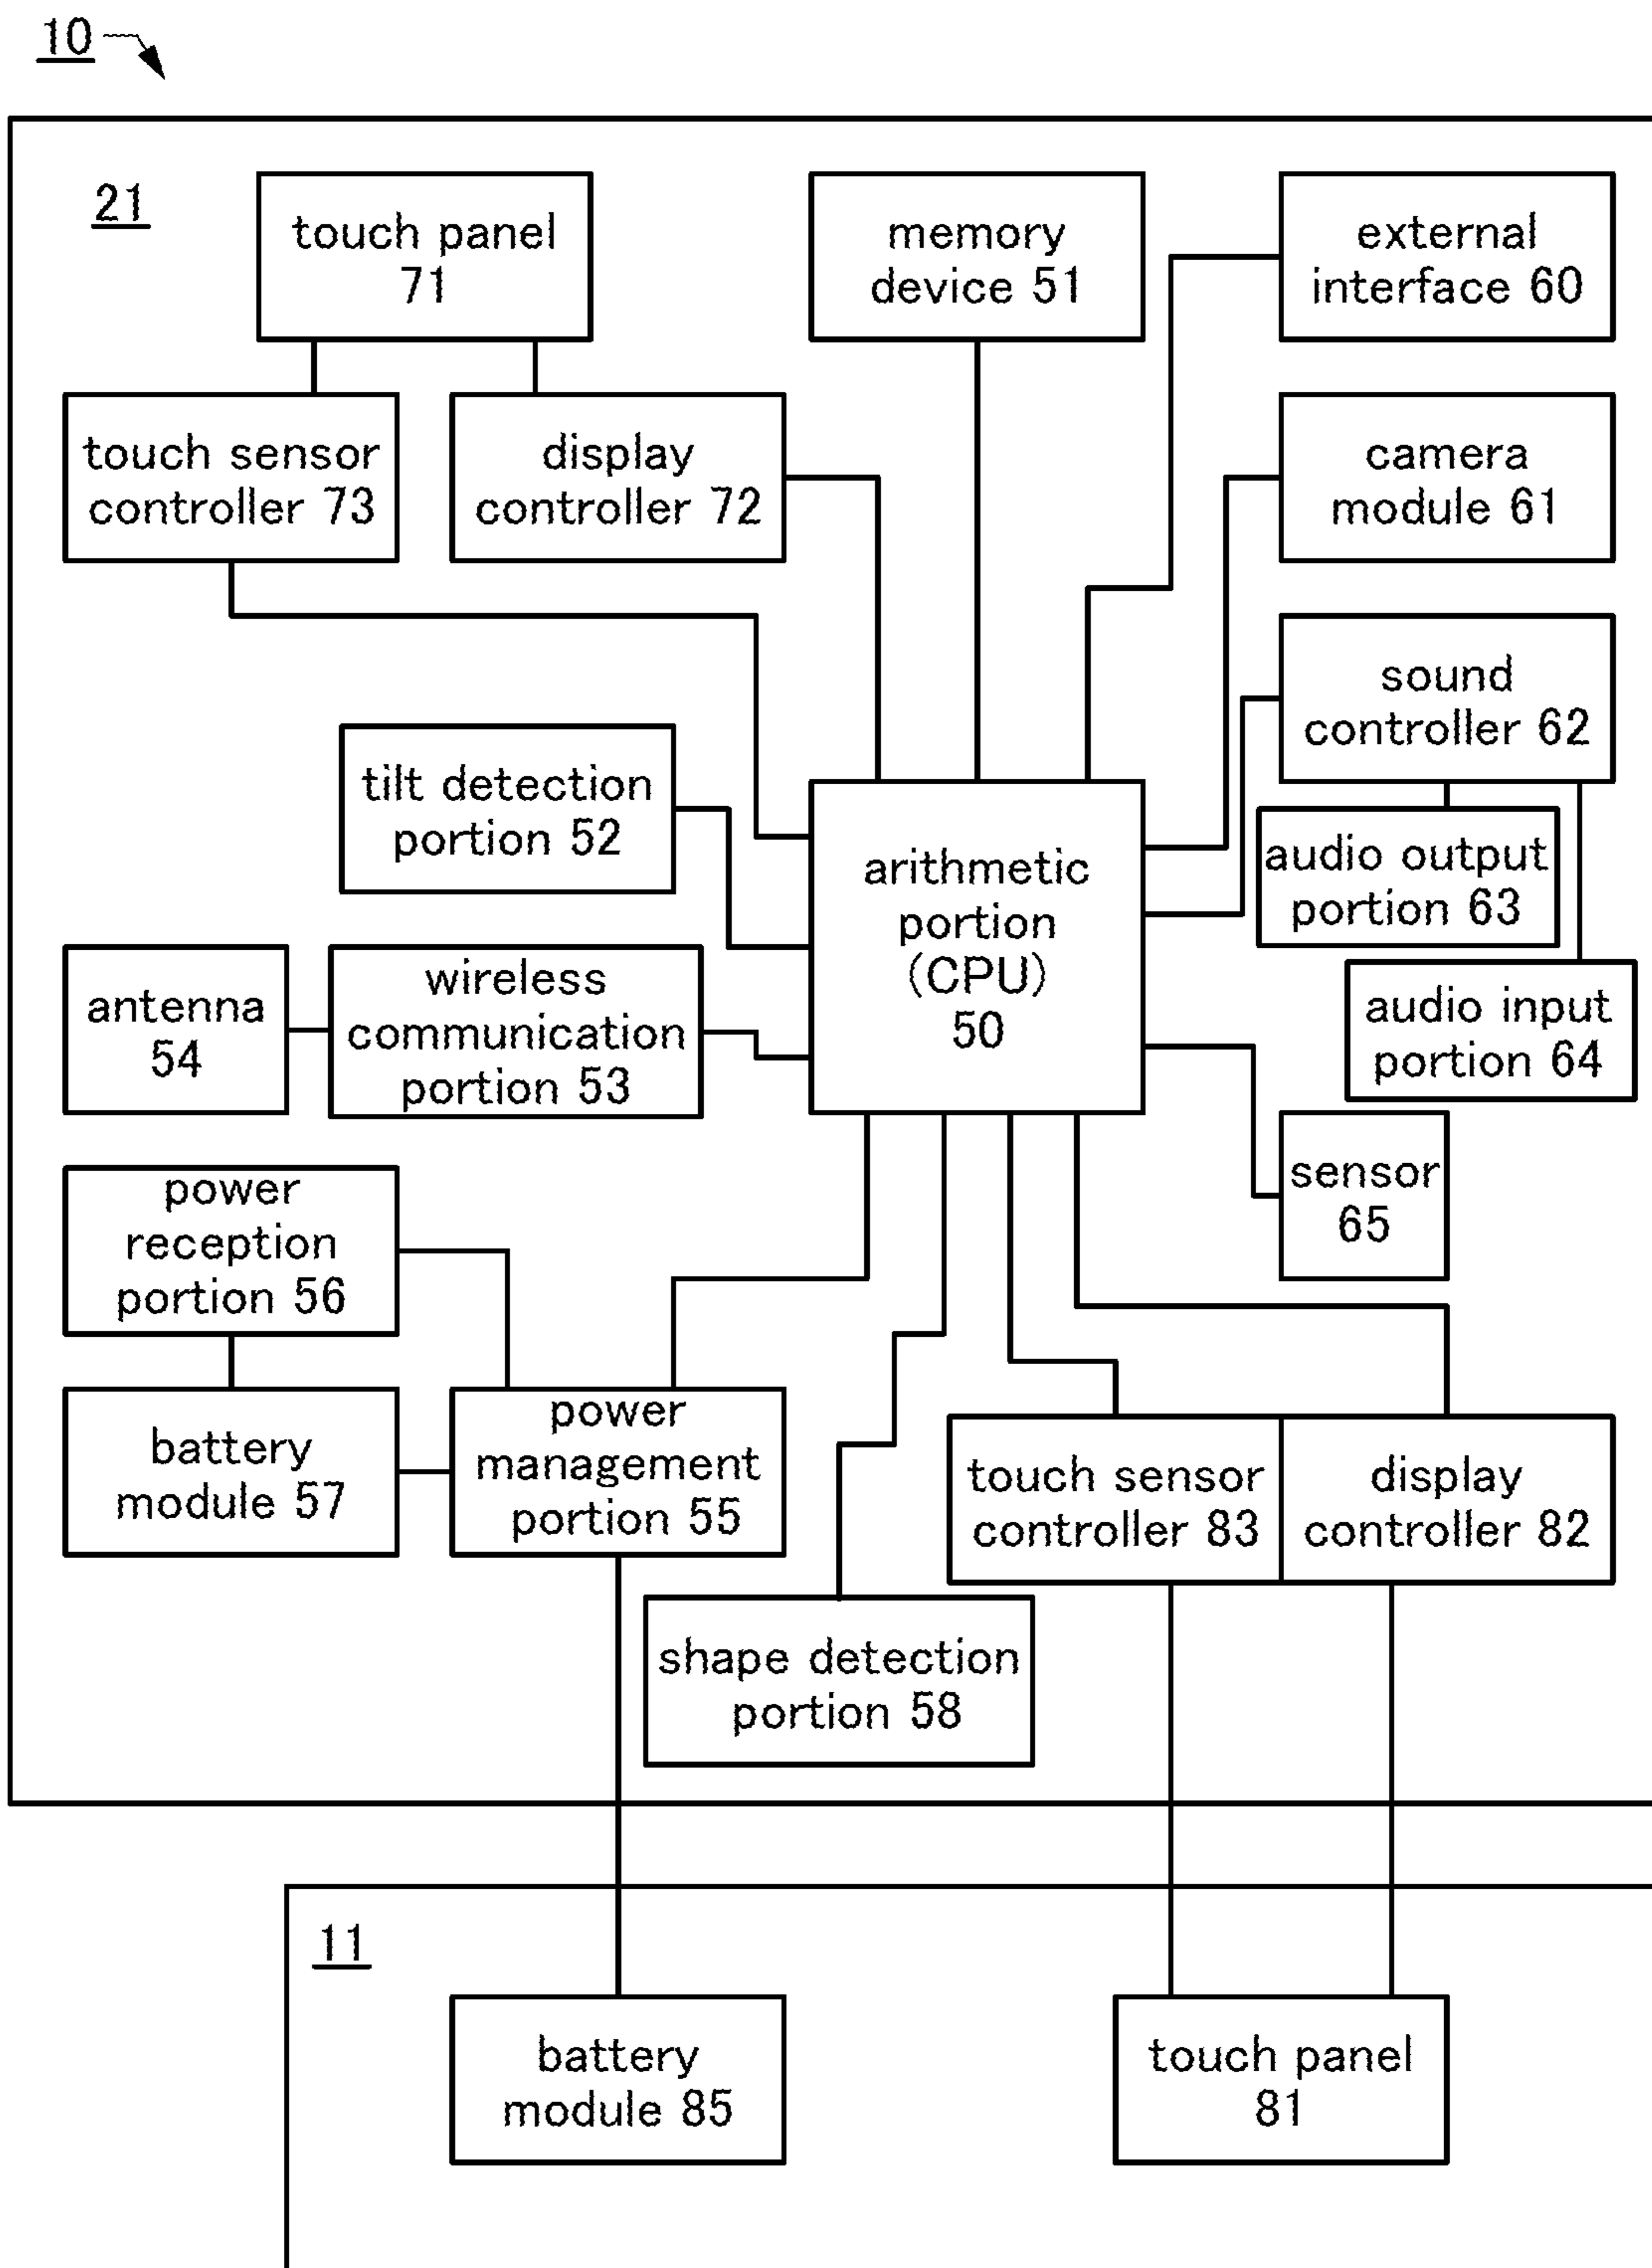 10
21
touch panel
71
memory
device 51
external
interface 60
touch sensor
controller 73
display
controller 72
camera
module 61
sound
controller 62
tilt detection
portion 52
audio output
portion 63
arithmetic
portion
(CPU)
50
antenna
54
wireless
communication
portion 53
audio input
portion 64
sensor
65
power
reception
portion 56
battery
module 57
power
management
portion 55
touch sensor
controller 83
display
controller 82
shape detection
portion 58
11
battery
module 85
touch panel
81